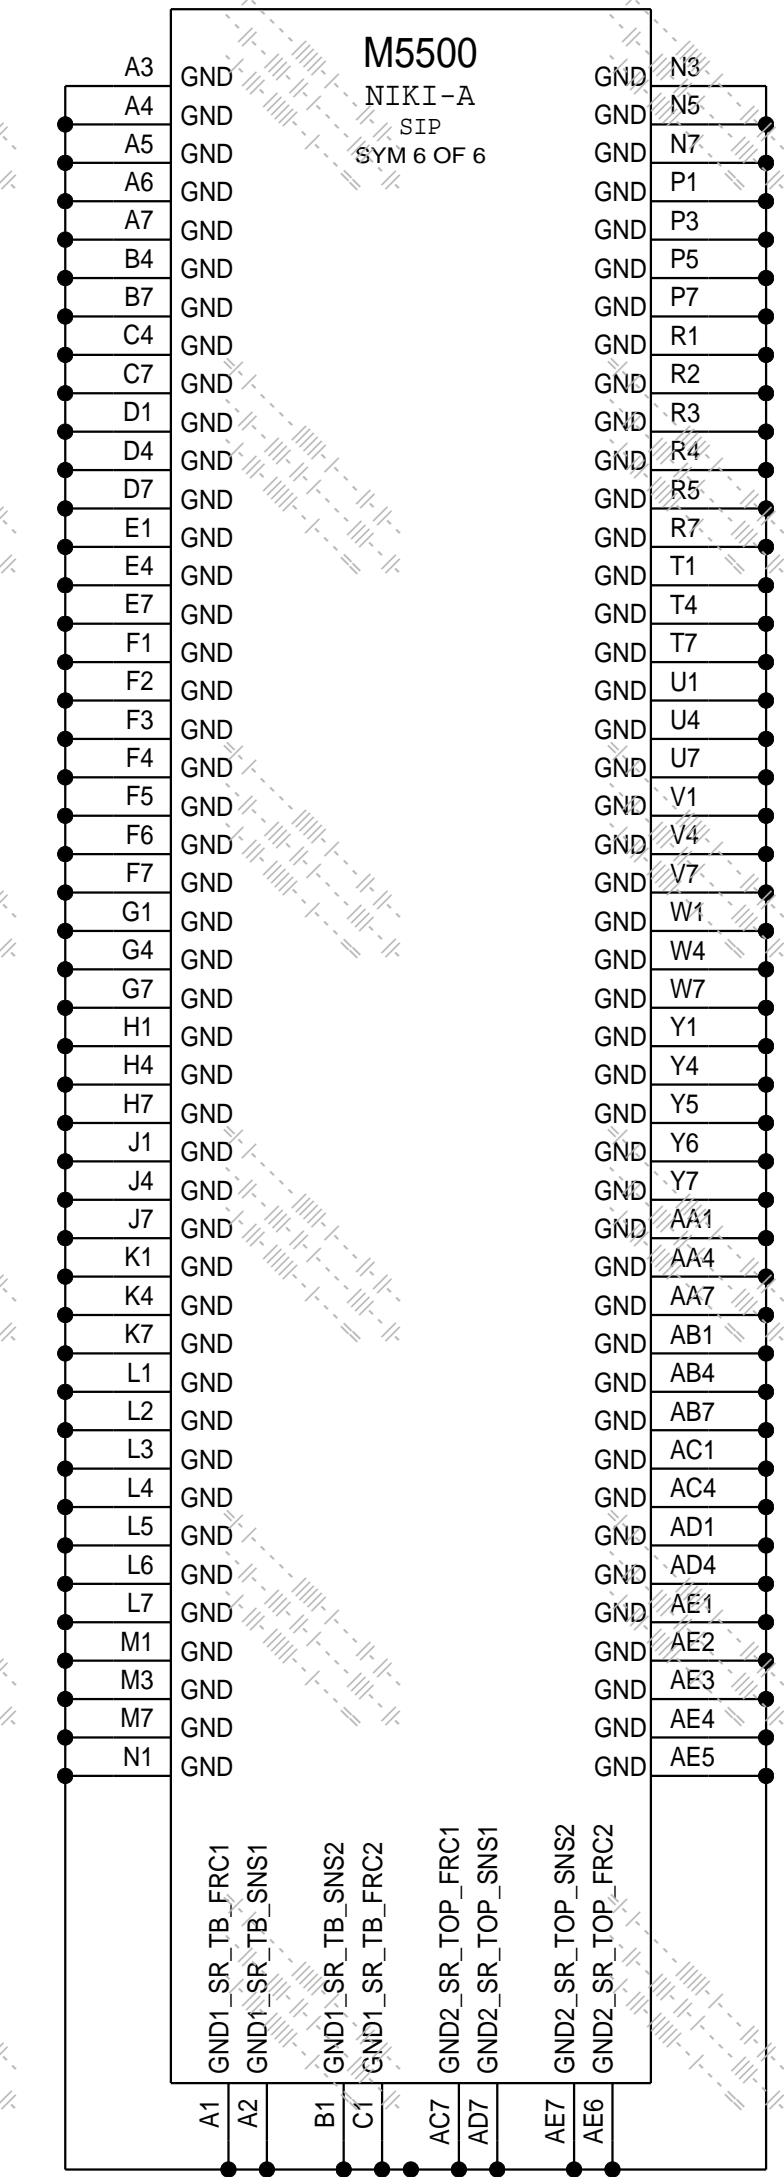 M5500
NIKI-A
SIP
SYM 6 OF 6
A3 GND GND N3
A4 GND GND N5
A5 GND GND N7
A6 GND GND P1
A7 GND GND P3
B4 GND GND P5
B7 GND GND P7
C4 GND GND R1
C7 GND GND R2
D1 GND GND R3
D4 GND GND R4
D7 GND GND R5
E1 GND GND R7
E4 GND GND T1
E7 GND GND T4
F1 GND GND T7
F2 GND GND U1
F3 GND GND U4
F4 GND GND U7
F5 GND GND V1
F6 GND GND V4
F7 GND GND V7
G1 GND GND W1
G4 GND GND W4
G7 GND GND W7
H1 GND GND Y1
H4 GND GND Y4
H7 GND GND Y5
J1 GND GND Y6
J4 GND GND Y7
J7 GND GND AA1
K1 GND GND AA4
K4 GND GND AA7
K7 GND GND AB1
L1 GND GND AB4
L2 GND GND AB7
L3 GND GND AC1
L4 GND GND AC4
L5 GND GND AD1
L6 GND GND AD4
L7 GND GND AE1
M1 GND GND AE2
M3 GND GND AE3
M7 GND GND AE4
N1 GND GND AE5
GND1_SR_TB_FRC1
GND1_SR_TB_SNS1
GND1_SR_TB_SNS2
GND1_SR_TB_FRC2
GND2_SR_TOP_FRC1
GND2_SR_TOP_SNS1
GND2_SR_TOP_SNS2
GND2_SR_TOP_FRC2
A1
A2
B1
C1
AC7
AD7
AE7
AE6